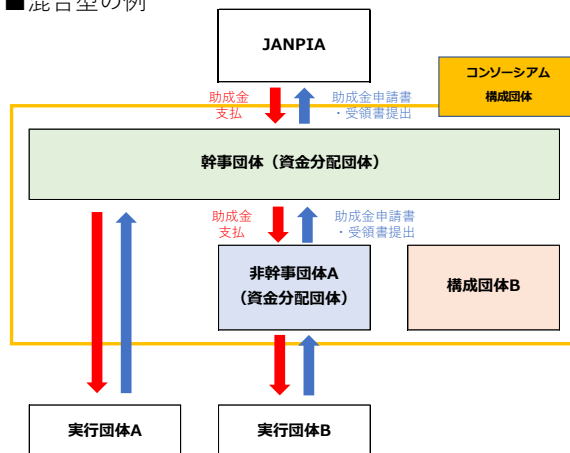 ■混合型の例
JANPIA
コンソーシアム
構成団体
助成金
支払
助成金申請書
・受領書提出
幹事団体（資金分配団体）
助成金
支払
助成金申請書
・受領書提出
非幹事団体A
（資金分配団体）
構成団体B
実行団体A
実行団体B